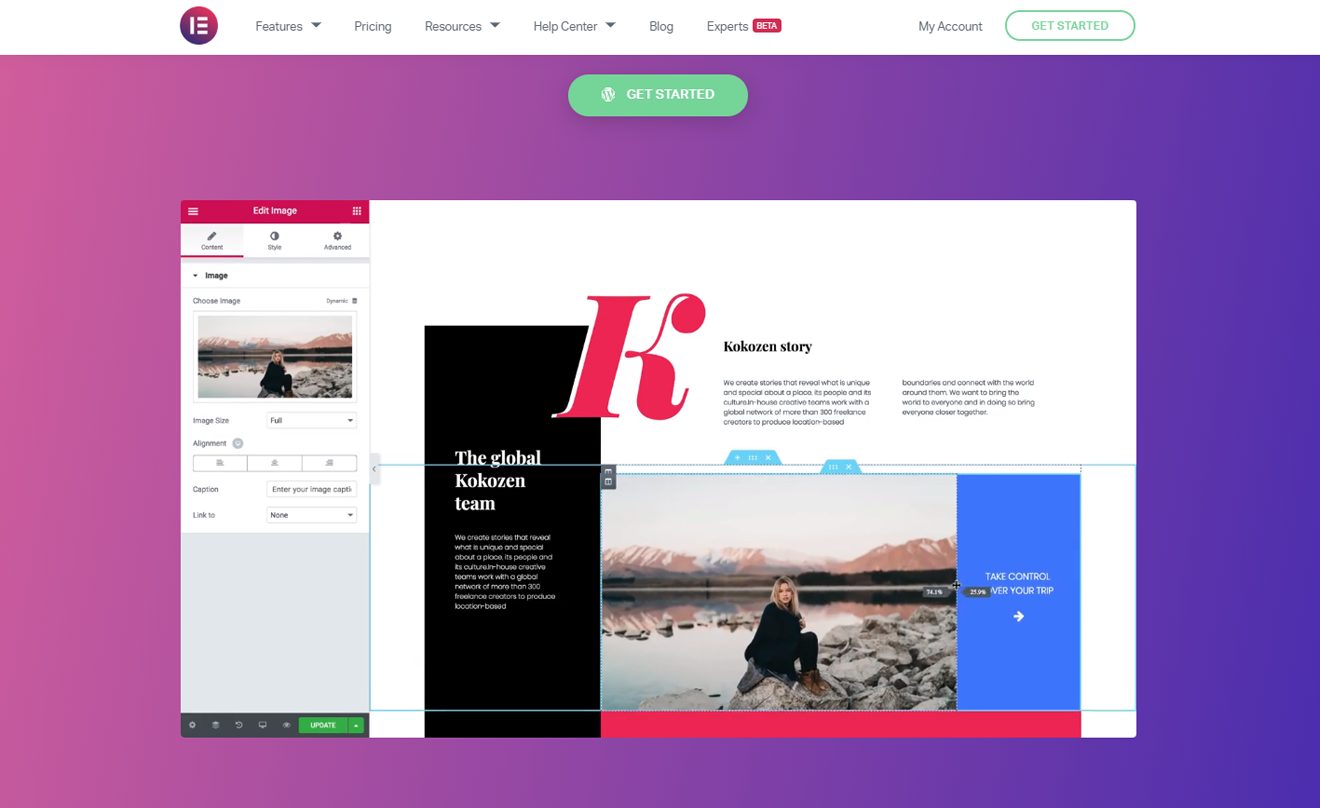 Features
Pricing
Resources
Help Center
Blog
Experts BETA
My Account
GET STARTED
GET STARTED
Edit Image
Content
Style
Advanced
Image
Choose Image
Dynamic
Image Size
Full
Alignment
Caption
Enter your image capti
Link to
None
UPDATE
K
Kokozen story
We create stories that reveal what is unique
and special about a place, its people and its
culture.In-house creative teams work with a
global network of more than 300 freelance
creators to produce location-based
boundaries and connect with the world
around them. We want to bring the
world to everyone and in doing so bring
everyone closer together.
The global
Kokozen
team
We create stories that reveal
what is unique and special
about a place, its people and
its culture.In-house creative
teams work with a global
network of more than 300
freelance creators to produce
location-based
74.1%
25.9%
TAKE CONTROL
OVER YOUR TRIP